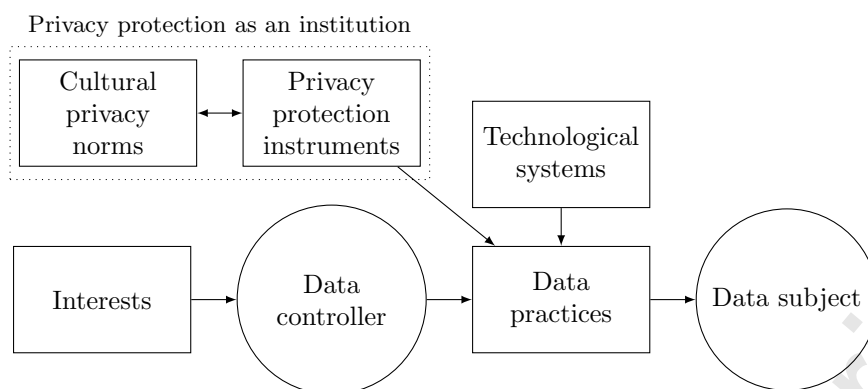 Privacy protection as an institution
Cultural
privacy
norms
Privacy
protection
instruments
Technological
systems
Interests
Data
controller
Data
practices
Data subject